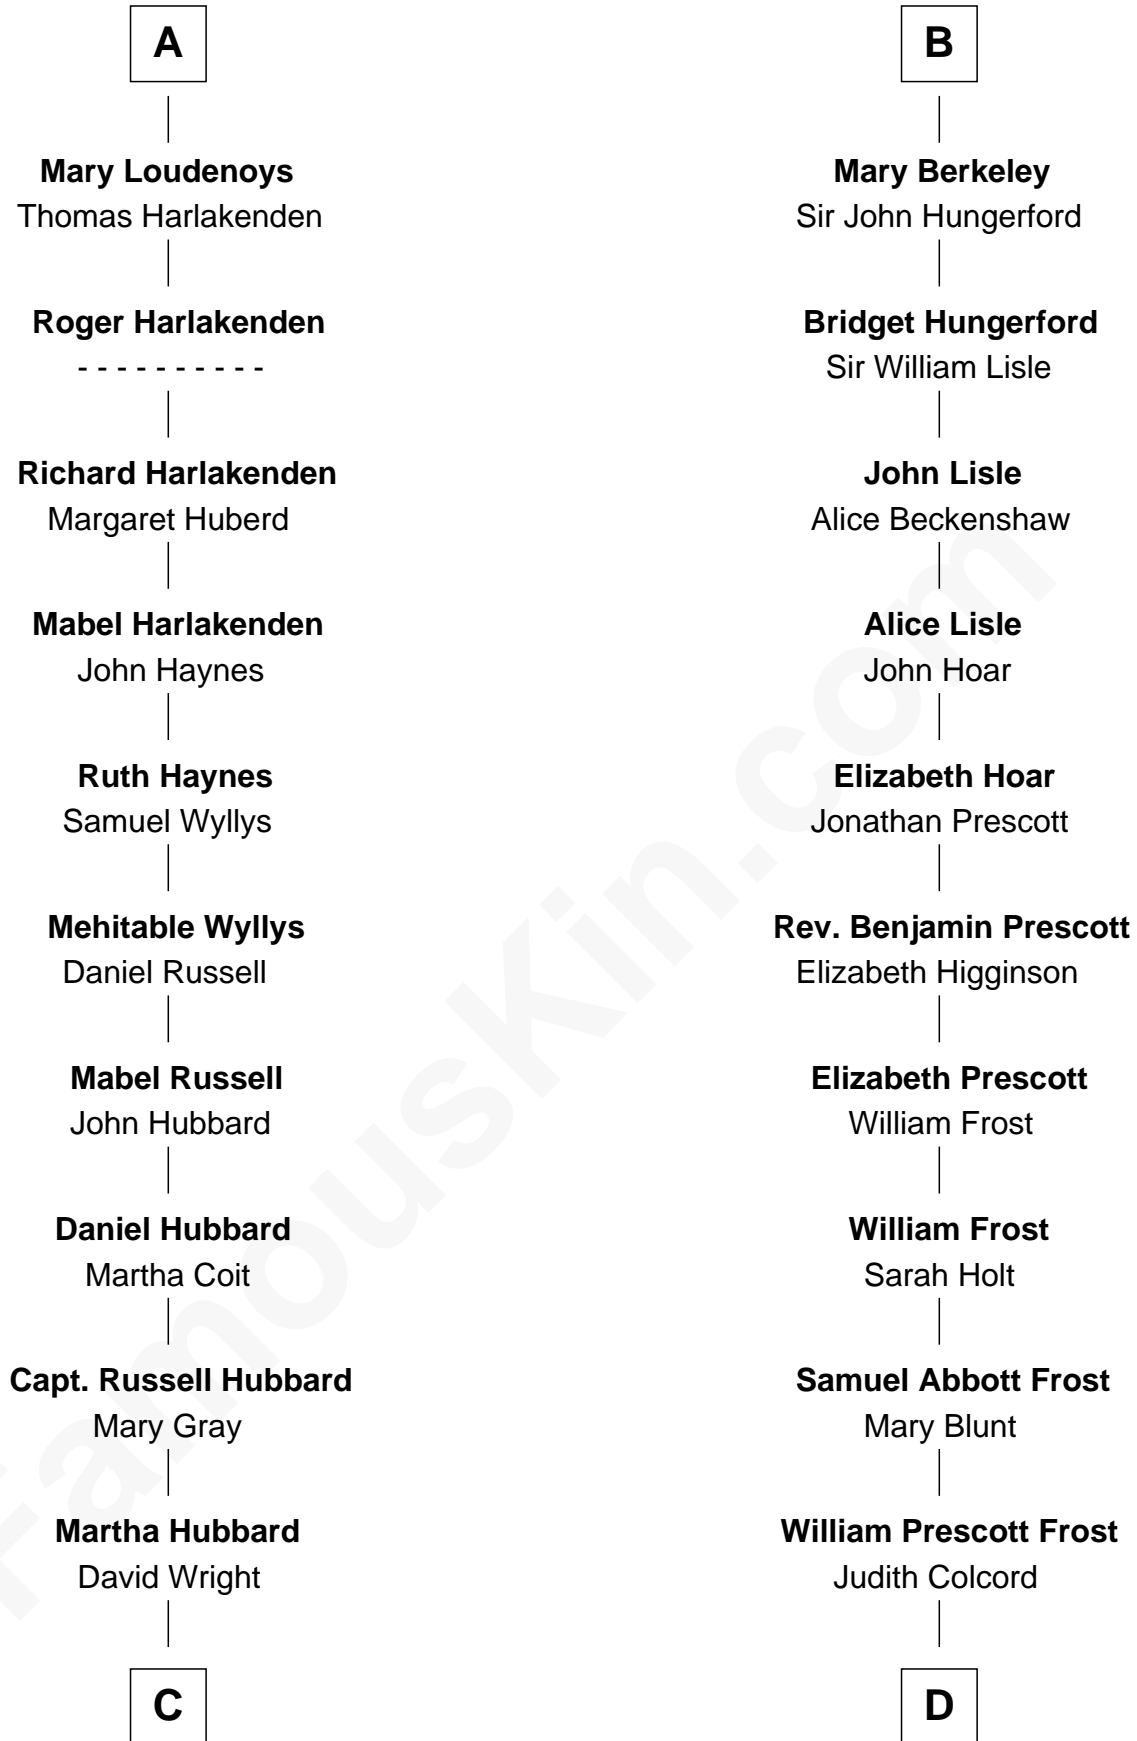 A
Mary Loudenoys
Thomas Harlakenden
Roger Harlakenden
- - - - - - - - - -
Richard Harlakenden
Margaret Huberd
Mabel Harlakenden
John Haynes
Ruth Haynes
Samuel Wyllys
Mehitable Wyllys
Daniel Russell
Mabel Russell
John Hubbard
Daniel Hubbard
Martha Coit
Capt. Russell Hubbard
Mary Gray
Martha Hubbard
David Wright
C
B
Mary Berkeley
Sir John Hungerford
Bridget Hungerford
Sir William Lisle
John Lisle
Alice Beckenshaw
Alice Lisle
John Hoar
Elizabeth Hoar
Jonathan Prescott
Rev. Benjamin Prescott
Elizabeth Higginson
Elizabeth Prescott
William Frost
William Frost
Sarah Holt
Samuel Abbott Frost
Mary Blunt
William Prescott Frost
Judith Colcord
D
FamousKin.com